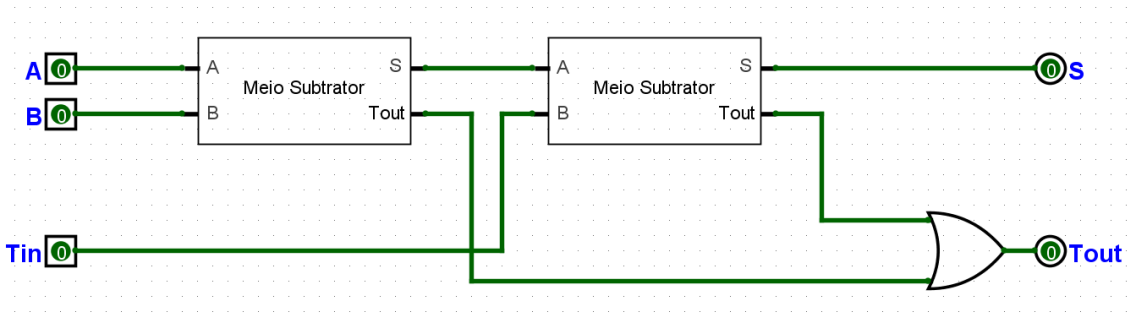 A 0
B 0
Tin 0
A S
Meio Subtrator
B Tout
A S
Meio Subtrator
B Tout
0 S
0 Tout